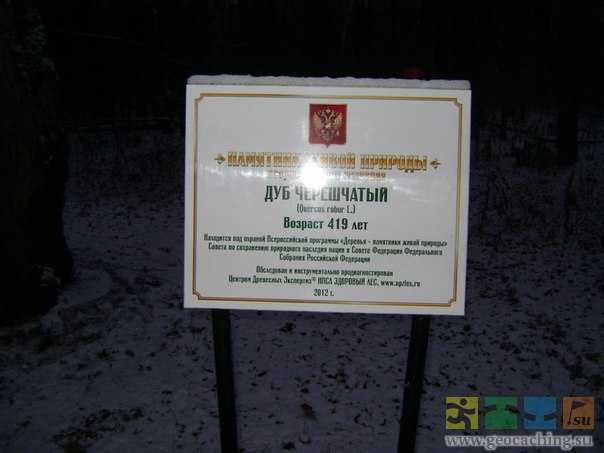 ПАМЯТНИК ЖИВОЙ ПРИРОДЫ
ДУБ ЧЕРЕШЧАТЫЙ
(Quercus robur L.)
Возраст 419 лет
Находится под охраной Всероссийской программы «Деревья - памятники живой природы»
Совета по сохранению природного наследия нации в Совете Федерации Федерального
Собрания Российской Федерации
Обследован и инструментально продиагностирован
Центром Древесных Экспертиз® НПСА ЗДОРОВЫЙ ЛЕС, www.opzles.ru
2012 г.
.su
www.geocaching.su